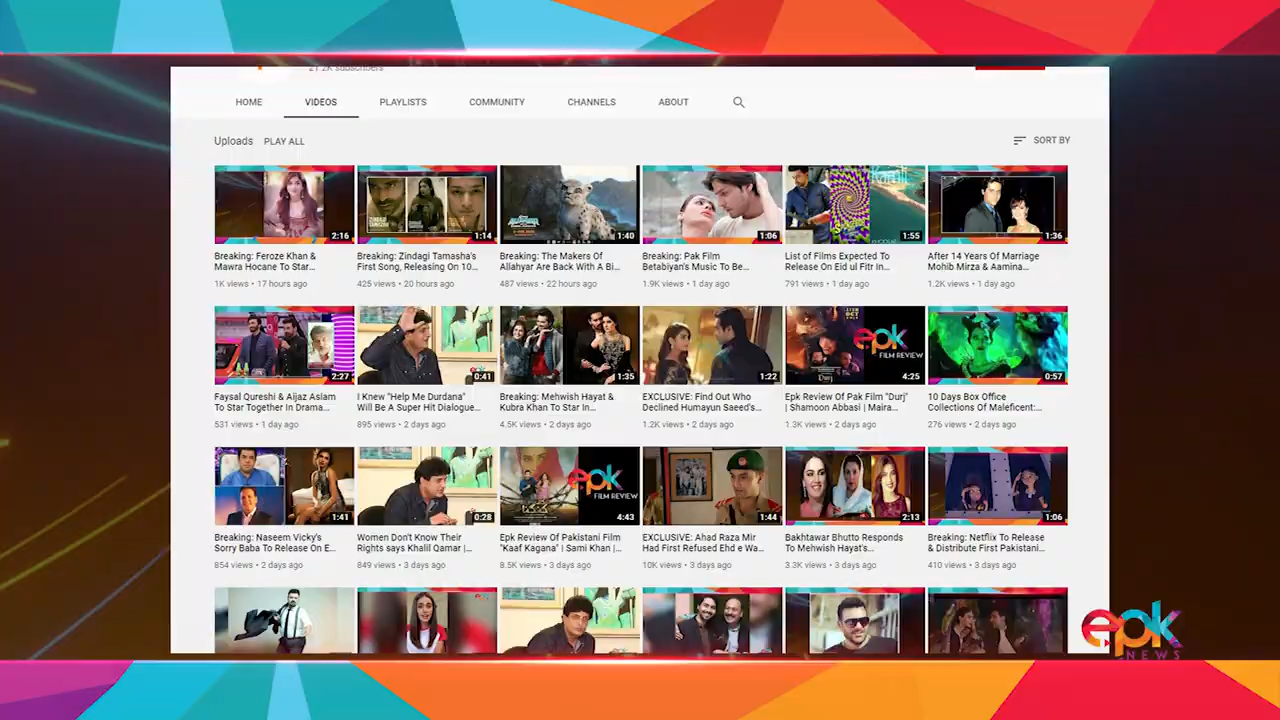 21.2K subscribers
HOME VIDEOS PLAYLISTS COMMUNITY CHANNELS ABOUT
Uploads PLAY ALL SORT BY
2:16 1:14 1:40 1:06 1:55 1:36
Breaking: Feroze Khan &
Mawra Hocane To Star...
1K views • 17 hours ago
Breaking: Zindagi Tamasha's
First Song, Releasing On 10...
425 views • 20 hours ago
Breaking: The Makers Of
Allahyar Are Back With A Bi...
487 views • 22 hours ago
Breaking: Pak Film
Betabiyan's Music To Be...
1.9K views • 1 day ago
List of Films Expected To
Release On Eid ul Fitr In...
791 views • 1 day ago
After 14 Years Of Marriage
Mohib Mirza & Aamina...
1.2K views • 1 day ago
2:27 0:41 1:35 1:22 4:25 0:57
epk
FILM REVIEW
Faysal Qureshi & Aijaz Aslam
To Star Together In Drama...
531 views • 1 day ago
I Knew "Help Me Durdana"
Will Be A Super Hit Dialogue...
895 views • 2 days ago
Breaking: Mehwish Hayat &
Kubra Khan To Star In...
4.5K views • 2 days ago
EXCLUSIVE: Find Out Who
Declined Humayun Saeed's...
1.2K views • 2 days ago
Epk Review Of Pak Film "Durj"
| Shamoon Abbasi | Maira...
1.3K views • 2 days ago
10 Days Box Office
Collections Of Maleficent:...
276 views • 2 days ago
1:41 0:28 4:43 1:44 2:13 1:06
epk
FILM REVIEW
Breaking: Naseem Vicky's
Sorry Baba To Release On E...
854 views • 2 days ago
Women Don't Know Their
Rights says Khalil Qamar |...
849 views • 3 days ago
Epk Review Of Pakistani Film
"Kaaf Kagana" | Sami Khan |...
8.5K views • 3 days ago
EXCLUSIVE: Ahad Raza Mir
Had First Refused Ehd e Wa...
10K views • 3 days ago
Bakhtawar Bhutto Responds
To Mehwish Hayat's...
3.3K views • 3 days ago
Breaking: Netflix To Release
& Distribute First Pakistani...
410 views • 3 days ago
epk
NEWS